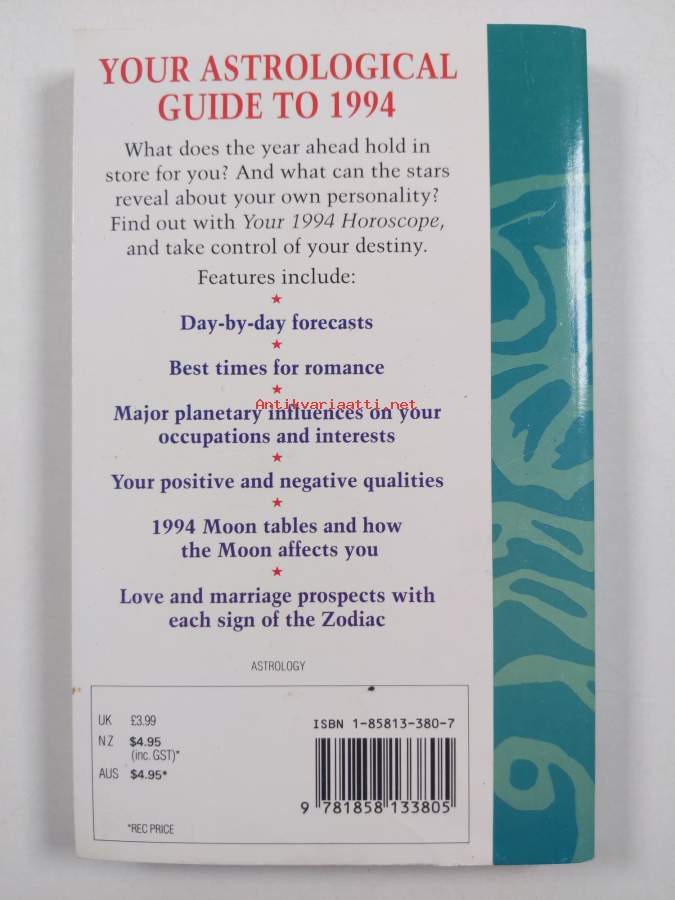 YOUR ASTROLOGICAL
GUIDE TO 1994
What does the year ahead hold in
store for you? And what can the stars
reveal about your own personality?
Find out with Your 1994 Horoscope,
and take control of your destiny.
Features include:
★
Day-by-day forecasts
★
Best times for romance
★
Antikvariaatti.net
Major planetary influences on your
occupations and interests
★
Your positive and negative qualities
★
1994 Moon tables and how
the Moon affects you
★
Love and marriage prospects with
each sign of the Zodiac
ASTROLOGY
UK £3.99
NZ $4.95
(inc. GST)*
AUS $4.95*
*REC PRICE
ISBN 1-85813-380-7
9 781858 133805